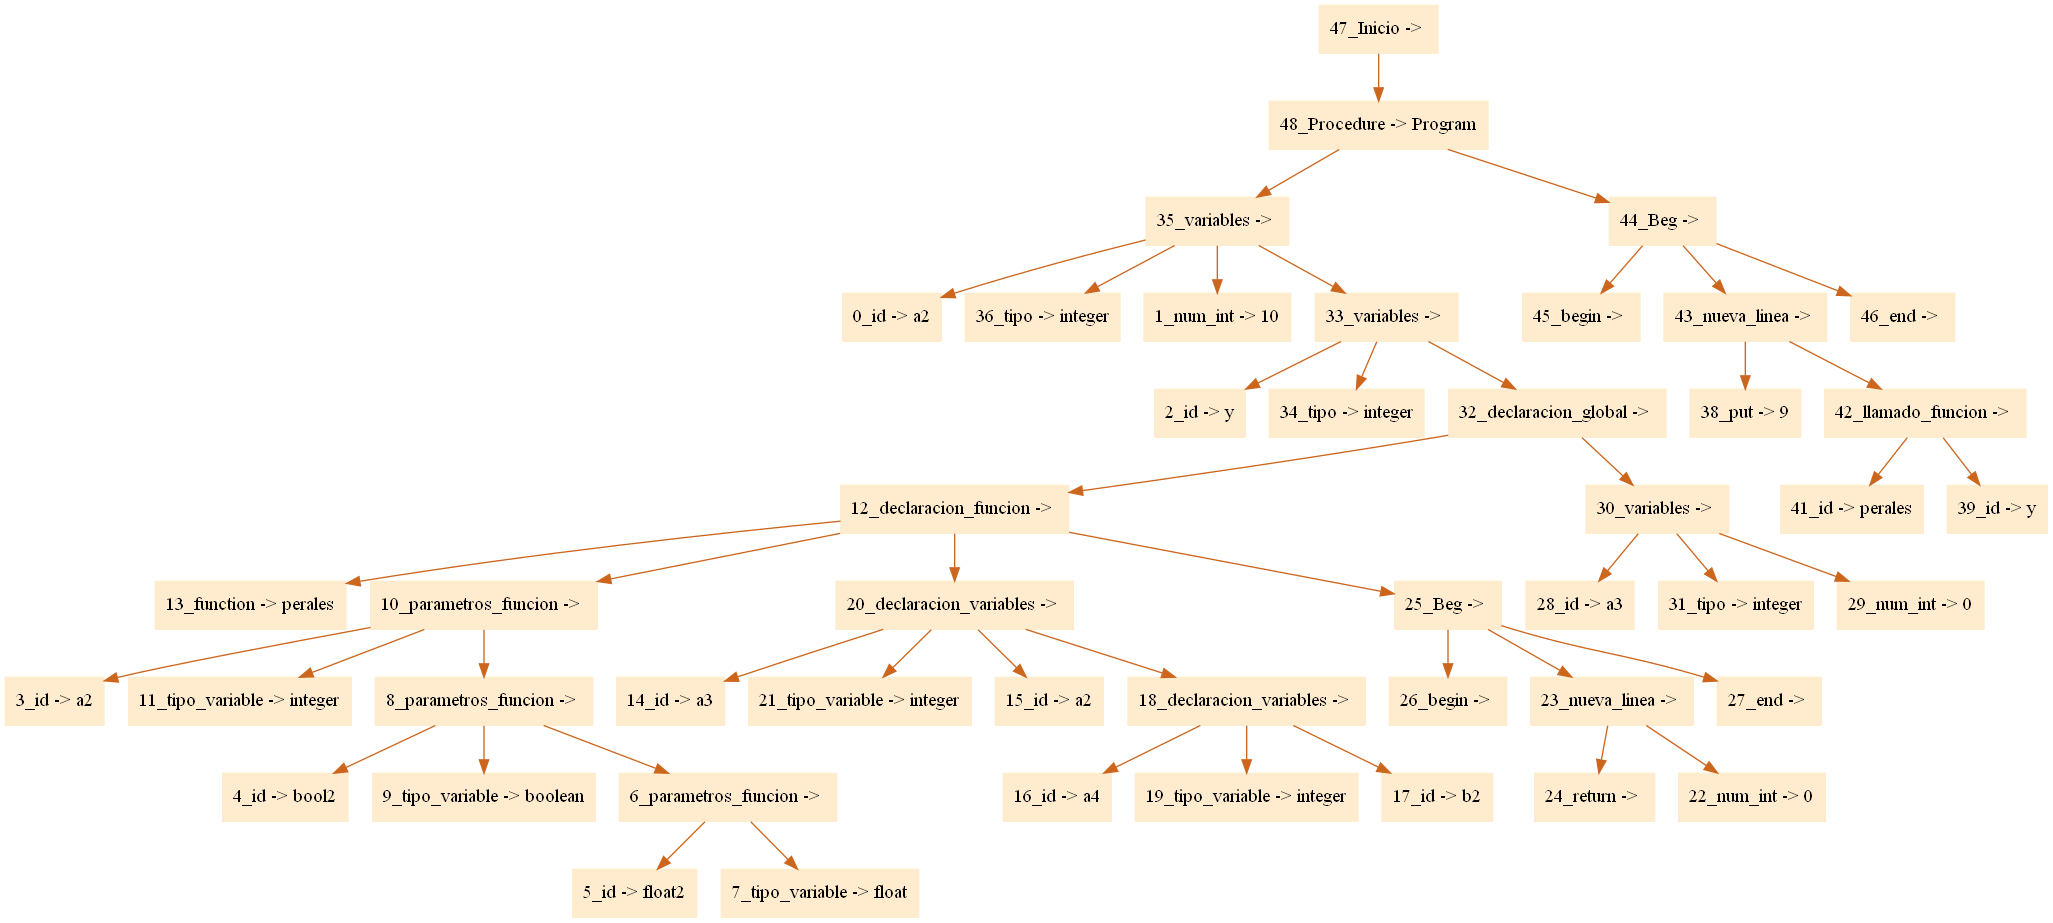 47_Inicio ->
48_Procedure -> Program
35_variables ->
44_Beg ->
0_id -> a2
36_tipo -> integer
1_num_int -> 10
33_variables ->
45_begin ->
43_nueva_linea ->
46_end ->
2_id -> y
34_tipo -> integer
32_declaracion_global ->
38_put -> 9
42_llamado_funcion ->
12_declaracion_funcion ->
30_variables ->
41_id -> perales
39_id -> y
13_function -> perales
10_parametros_funcion ->
20_declaracion_variables ->
25_Beg ->
28_id -> a3
31_tipo -> integer
29_num_int -> 0
3_id -> a2
11_tipo_variable -> integer
8_parametros_funcion ->
14_id -> a3
21_tipo_variable -> integer
15_id -> a2
18_declaracion_variables ->
26_begin ->
23_nueva_linea ->
27_end ->
4_id -> bool2
9_tipo_variable -> boolean
6_parametros_funcion ->
16_id -> a4
19_tipo_variable -> integer
17_id -> b2
24_return ->
22_num_int -> 0
5_id -> float2
7_tipo_variable -> float